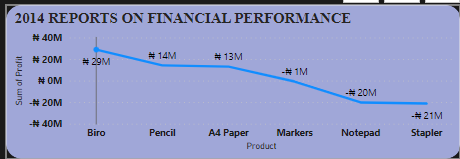 2014 REPORTS ON FINANCIAL PERFORMANCE
Sum of Profit
₦ 40M
₦ 20M
₦ 0M
-₦ 20M
-₦ 40M
₦ 29M
₦ 14M
₦ 13M
-₦ 1M
-₦ 20M
-₦ 21M
Biro Pencil A4 Paper Markers Notepad Stapler
Product